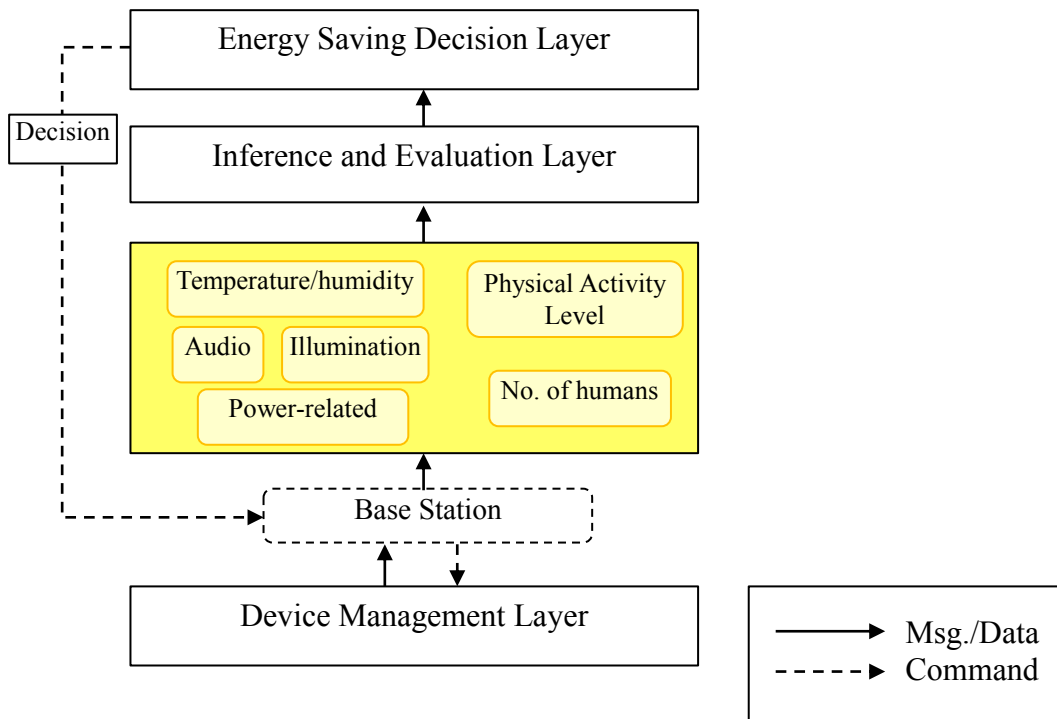 Energy Saving Decision Layer
Decision
Inference and Evaluation Layer
Temperature/humidity
Physical Activity
Level
Audio
Illumination
No. of humans
Power-related
Base Station
Device Management Layer
Msg./Data
Command